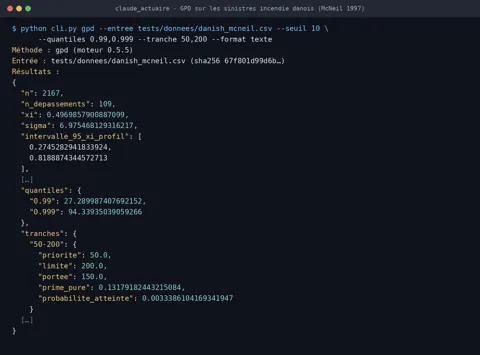 claude_actuaire - GPD sur les sinistres incendie danois (McNeil 1997)
$ python cli.py gpd --entree tests/donnees/danish_mcneil.csv --seuil 10 \
--quantiles 0.99,0.999 --tranche 50,200 --format texte
Méthode : gpd (moteur 0.5.5)
Entrée : tests/donnees/danish_mcneil.csv (sha256 67f801d99d6b…)
Résultats :
{
"n": 2167,
"n_depassements": 109,
"xi": 0.4969857900887099,
"sigma": 6.975468129316217,
"intervalle_95_xi_profil": [
0.2745282941833924,
0.8188874344572713
],
[…]
"quantiles": {
"0.99": 27.289987407692152,
"0.999": 94.33935039059266
},
"tranches": {
"50-200": {
"priorite": 50.0,
"limite": 200.0,
"portee": 150.0,
"prime_pure": 0.13179182443215084,
"probabilite_atteinte": 0.0033386104169341947
}
[…]
}